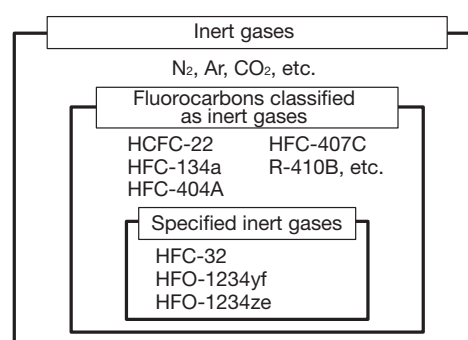 Inert gases
N₂, Ar, CO₂, etc.
Fluorocarbons classified
as inert gases
HCFC-22 HFC-407C
HFC-134a R-410B, etc.
HFC-404A
Specified inert gases
HFC-32
HFO-1234yf
HFO-1234ze